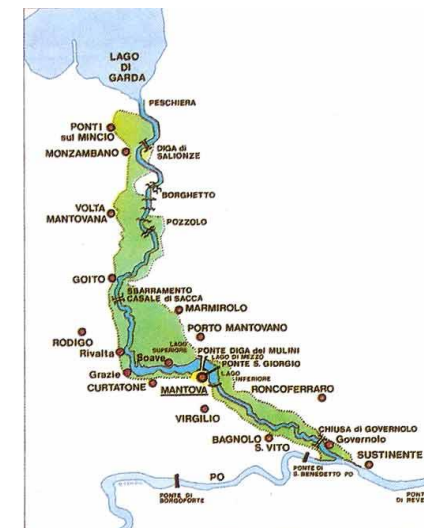 LAGO
DI
GARDA
PESCHIERA
PONTI
sul MINCIO
DIGA di
SALIONZE
MONZAMBANO
BORGHETTO
VOLTA
MANTOVANA
POZZOLO
GOITO
SBARRAMENTO
CASALE di SACCA
MARMIROLO
PORTO MANTOVANO
RODIGO
LAGO
SUPERIORE
Rivalta
Soave
PONTE DIGA dei MULINI
LAGO DI MEZZO
PONTE S. GIORGIO
Grazie
LAGO
INFERIORE
CURTATONE
MANTOVA
RONCOFERRARO
VIRGILIO
CHIUSA di GOVERNOLO
BAGNOLO
S. VITO
Governolo
SUSTINENTE
PO
PONTE DI
S. BENEDETTO PO
PONTE DI
BORGOFORTE
PONT
DI REVE